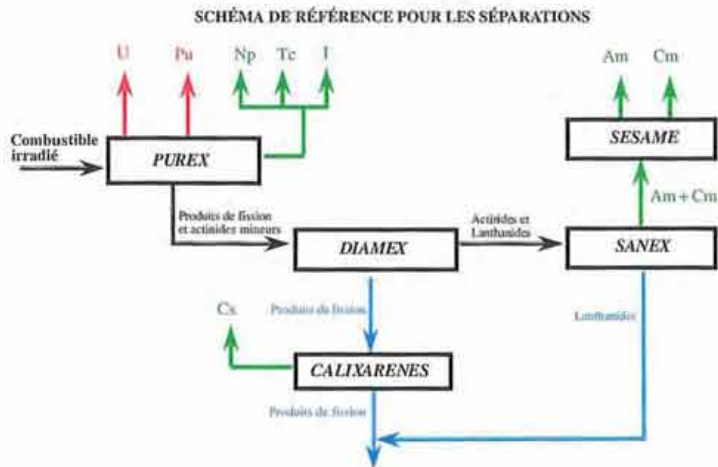 SCHÉMA DE RÉFÉRENCE POUR LES SÉPARATIONS
U
Pu
Np
Tc
I
Am
Cm
Combustible
irradié
PUREX
SESAME
Am + Cm
Produits de fission
et actinides mineurs
Actinides et
Lanthanides
DIAMEX
SANEX
Produits de fission
Lanthanides
Cs
CALIXARENES
Produits de fission